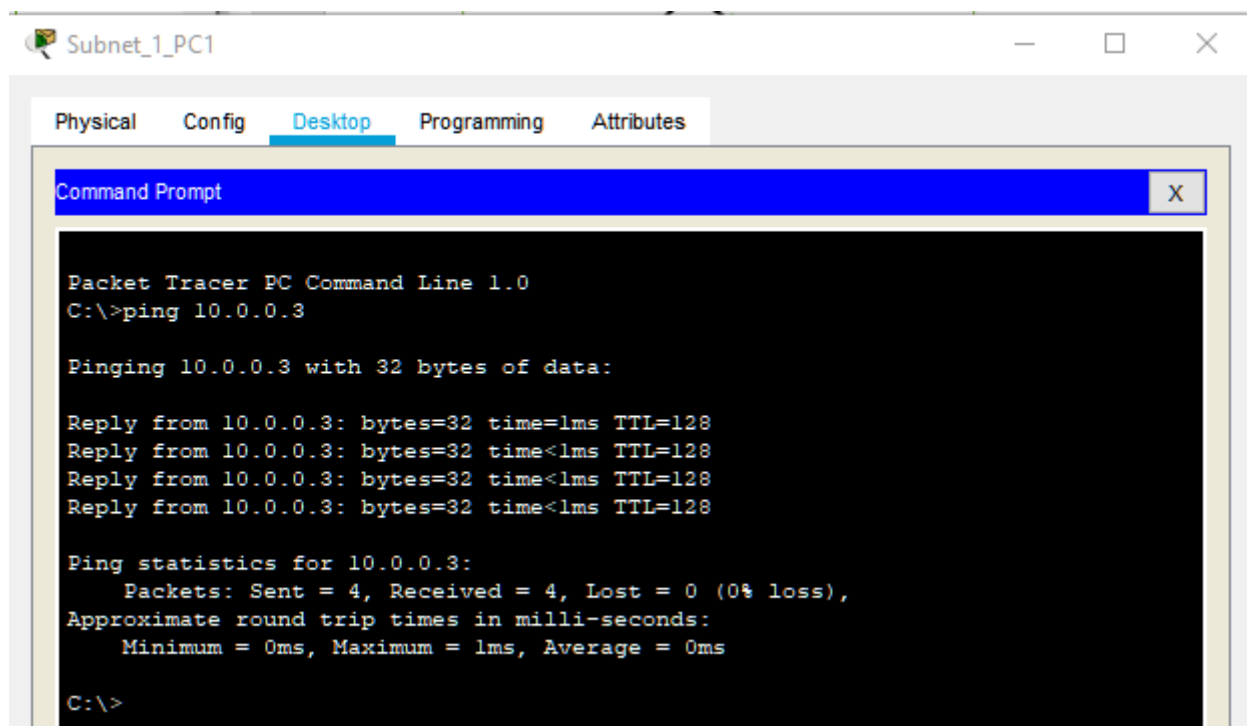 Subnet_1_PC1
Physical Config Desktop Programming Attributes
Command Prompt X
Packet Tracer PC Command Line 1.0
C:\>ping 10.0.0.3
Pinging 10.0.0.3 with 32 bytes of data:
Reply from 10.0.0.3: bytes=32 time=1ms TTL=128
Reply from 10.0.0.3: bytes=32 time<1ms TTL=128
Reply from 10.0.0.3: bytes=32 time<1ms TTL=128
Reply from 10.0.0.3: bytes=32 time<1ms TTL=128
Ping statistics for 10.0.0.3:
Packets: Sent = 4, Received = 4, Lost = 0 (0% loss),
Approximate round trip times in milli-seconds:
Minimum = 0ms, Maximum = 1ms, Average = 0ms
C:\>